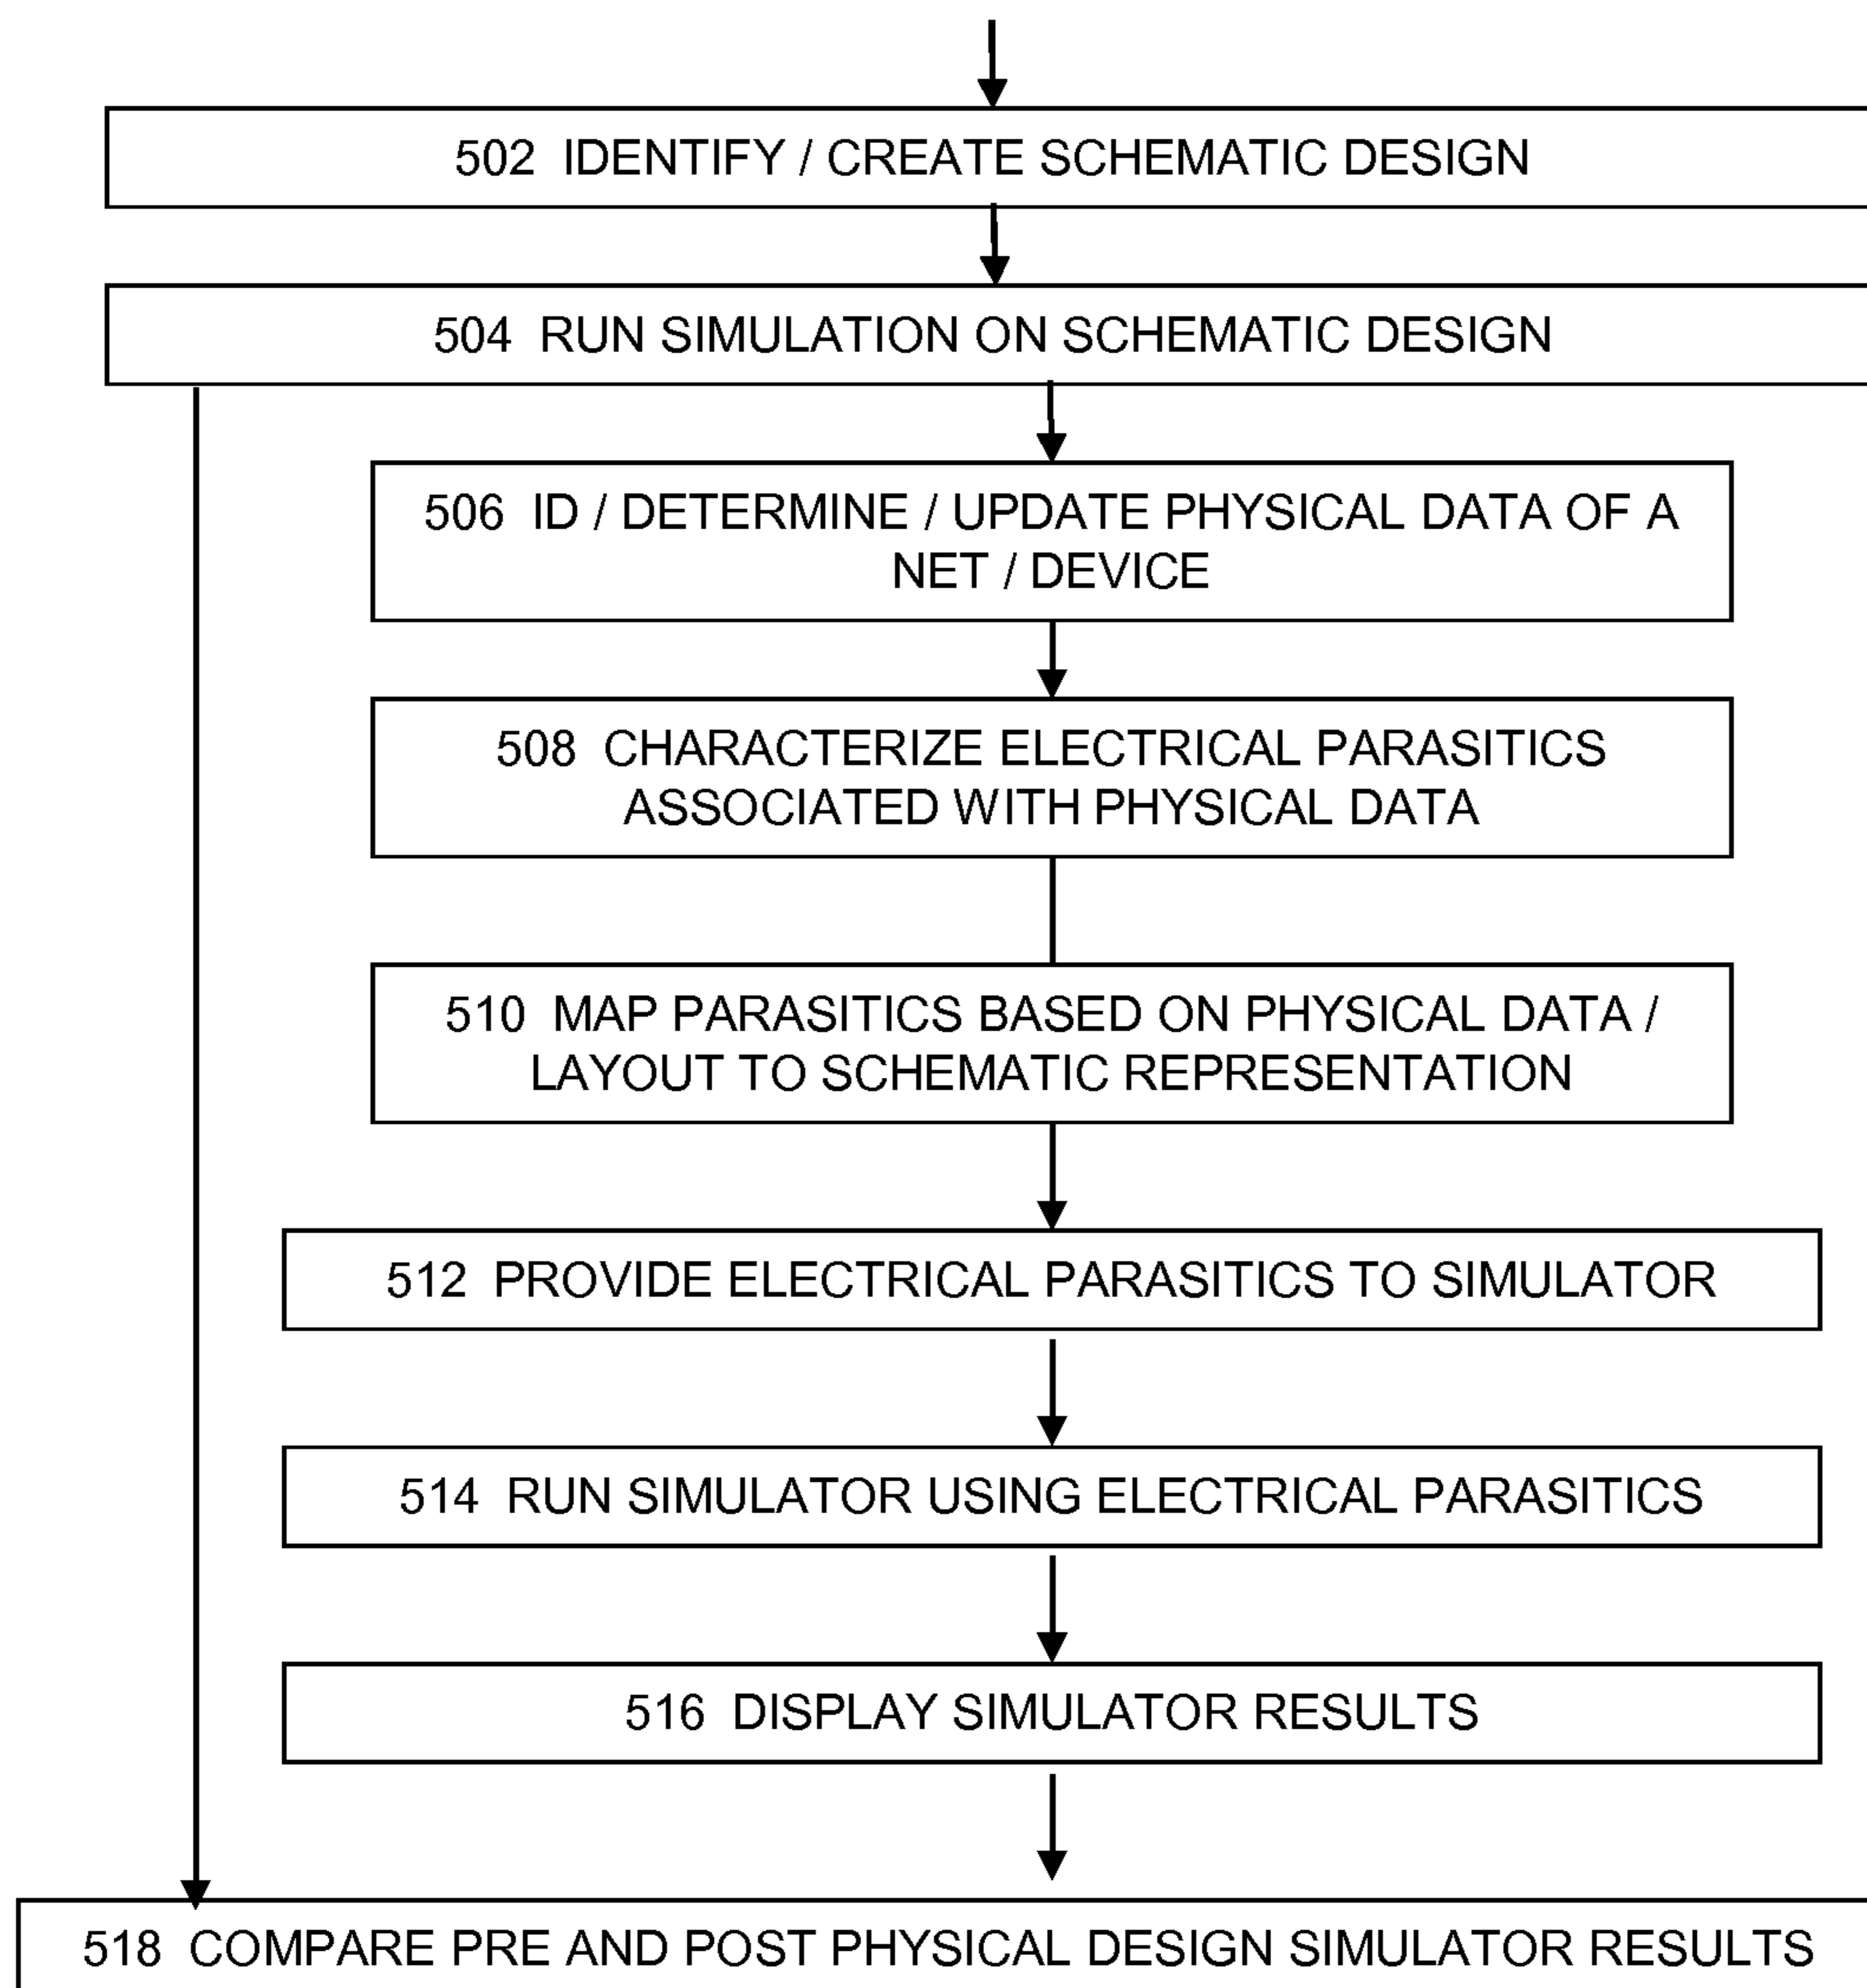 502 IDENTIFY / CREATE SCHEMATIC DESIGN
504 RUN SIMULATION ON SCHEMATIC DESIGN
506 ID / DETERMINE / UPDATE PHYSICAL DATA OF A
NET / DEVICE
508 CHARACTERIZE ELECTRICAL PARASITICS
ASSOCIATED WITH PHYSICAL DATA
510 MAP PARASITICS BASED ON PHYSICAL DATA /
LAYOUT TO SCHEMATIC REPRESENTATION
512 PROVIDE ELECTRICAL PARASITICS TO SIMULATOR
514 RUN SIMULATOR USING ELECTRICAL PARASITICS
516 DISPLAY SIMULATOR RESULTS
518 COMPARE PRE AND POST PHYSICAL DESIGN SIMULATOR RESULTS